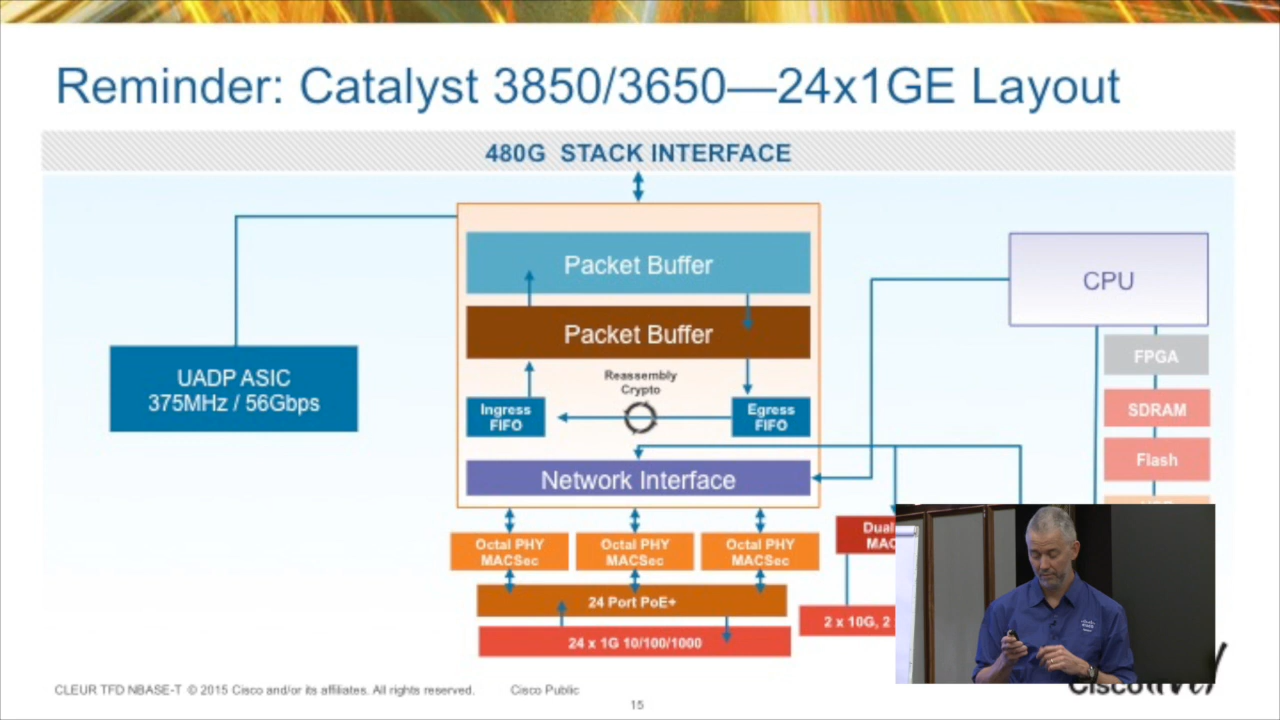 Reminder: Catalyst 3850/3650—24x1GE Layout
480G STACK INTERFACE
Packet Buffer
CPU
Packet Buffer
FPGA
UADP ASIC
375MHz / 56Gbps
Reassembly
Crypto
Ingress
FIFO
Egress
FIFO
SDRAM
Flash
Network Interface
Octal PHY
MACSec
Octal PHY
MACSec
Octal PHY
MACSec
Dual
MAC
24 Port PoE+
2 x 10G, 2
24 x 1G 10/100/1000
CLEUR TFD NBASE-T © 2015 Cisco and/or its affiliates. All rights reserved. Cisco Public
15